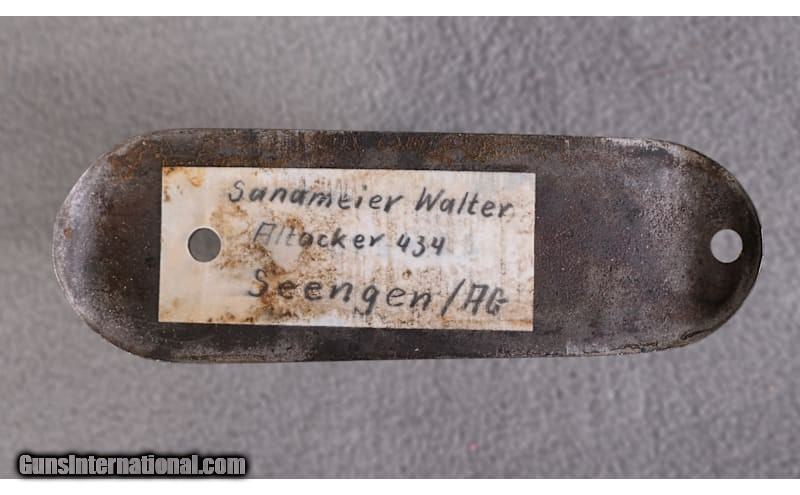 Sandmeier Walter
Altacker 434
Seengen/AG
GunsInternational.com